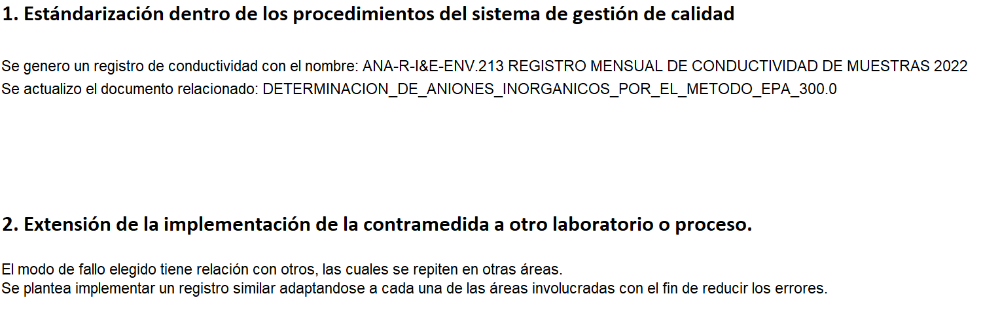 1. Estándarización dentro de los procedimientos del sistema de gestión de calidad
Se genero un registro de conductividad con el nombre: ANA-R-I&E-ENV.213 REGISTRO MENSUAL DE CONDUCTIVIDAD DE MUESTRAS 2022
Se actualizo el documento relacionado: DETERMINACION_DE_ANIONES_INORGANICOS_POR_EL_METODO_EPA_300.0
2. Extensión de la implementación de la contramedida a otro laboratorio o proceso.
El modo de fallo elegido tiene relación con otros, las cuales se repiten en otras áreas.
Se plantea implementar un registro similar adaptandose a cada una de las áreas involucradas con el fin de reducir los errores.